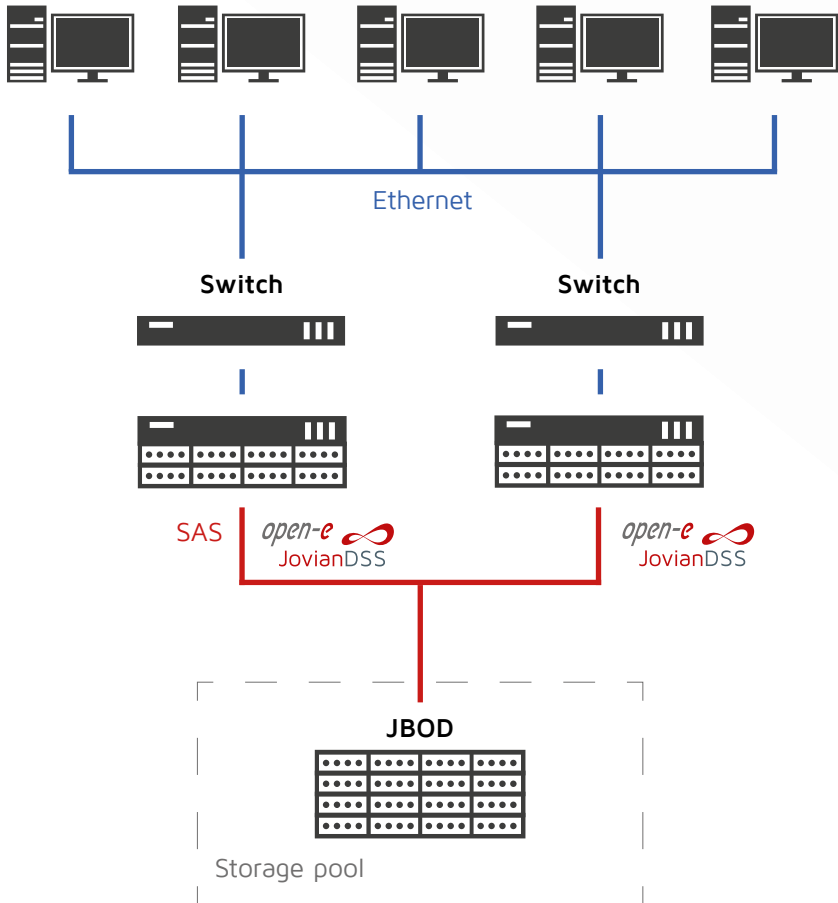 Ethernet
Switch
Switch
SAS
open-e
JovianDSS
open-e
JovianDSS
JBOD
Storage pool